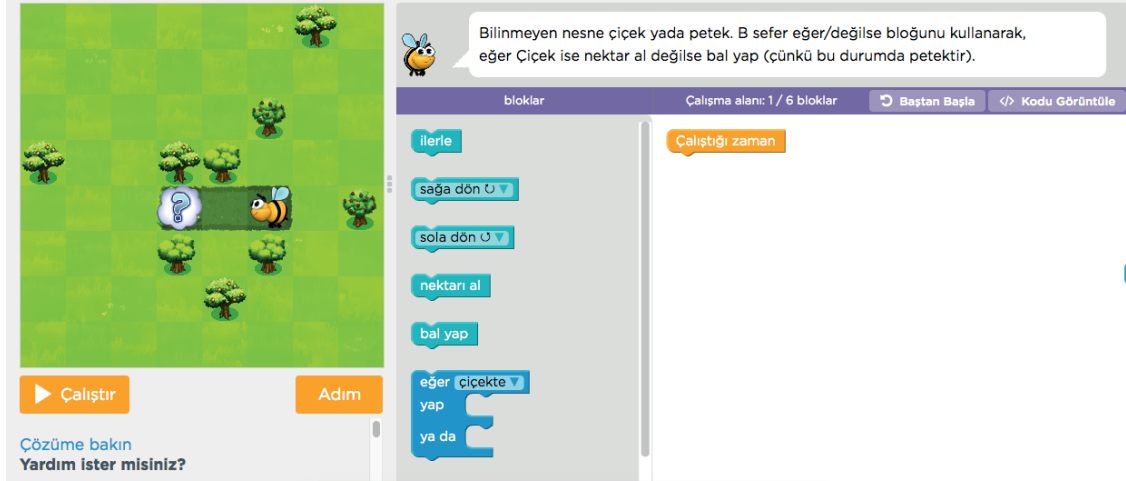 Bilinmeyen nesne çiçek yada petek. B sefer eğer/değilse bloğunu kullanarak,
eğer Çiçek ise nektar al değilse bal yap (çünkü bu durumda petektir).
bloklar
Çalışma alanı: 1 / 6 bloklar
Baştan Başla
</> Kodu Görüntüle
ilerle
sağa dön ↻ ▼
sola dön ↺ ▼
nektarı al
bal yap
eğer çiçekte ▼
yap
ya da
Çalıştığı zaman
?
Çalıştır
Adım
Çözüme bakın
Yardım ister misiniz?